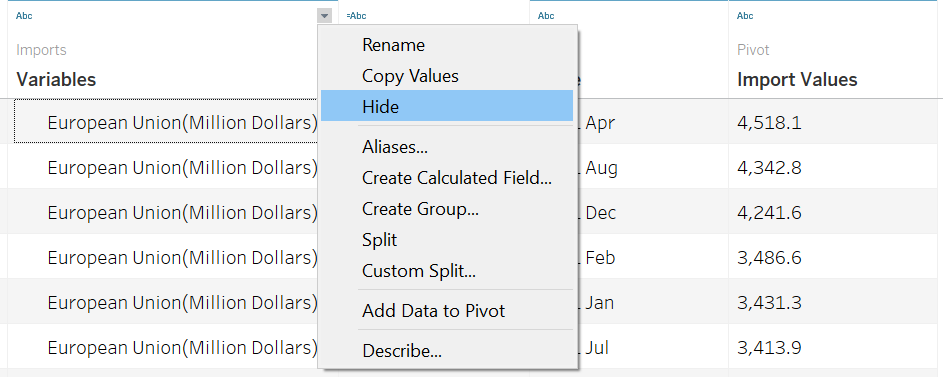 Abc =Abc Abc Abc
Imports Pivot
Variables Import Values
Rename
Copy Values
Hide
Aliases...
Create Calculated Field...
Create Group...
Split
Custom Split...
Add Data to Pivot
Describe...
European Union(Million Dollars) Apr 4,518.1
European Union(Million Dollars) Aug 4,342.8
European Union(Million Dollars) Dec 4,241.6
European Union(Million Dollars) Feb 3,486.6
European Union(Million Dollars) Jan 3,431.3
European Union(Million Dollars) Jul 3,413.9